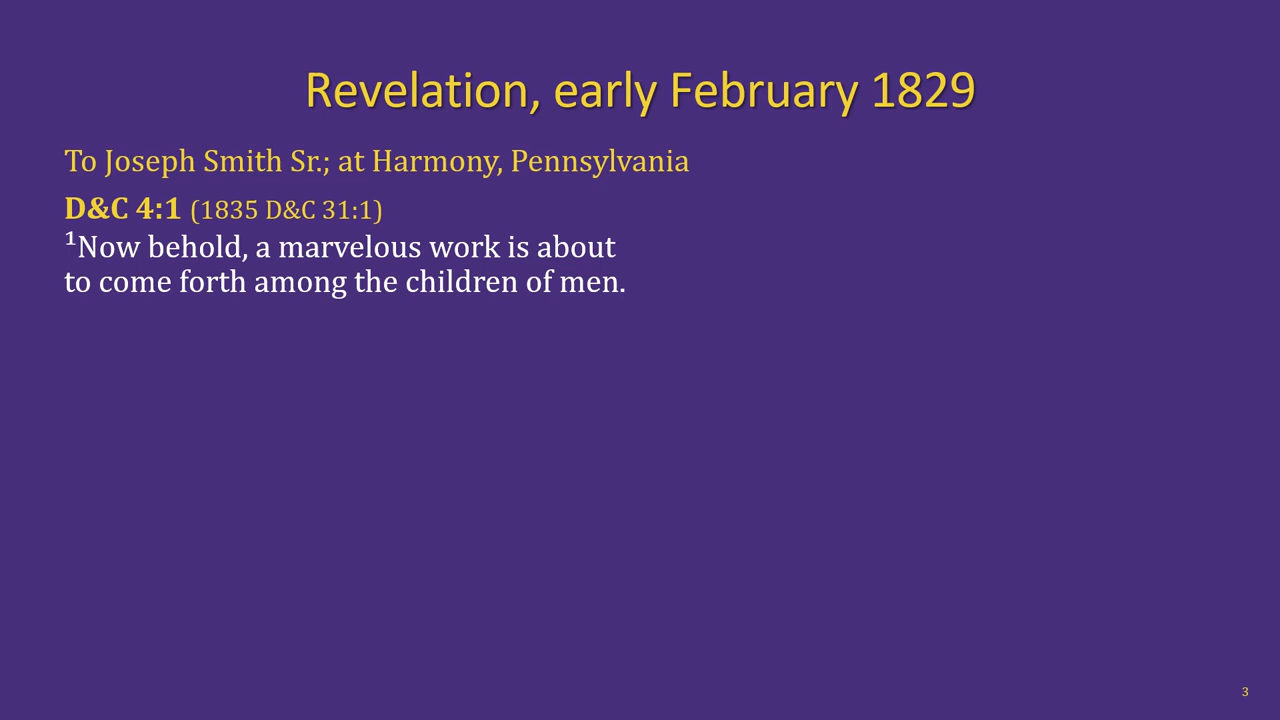 Revelation, early February 1829
To Joseph Smith Sr.; at Harmony, Pennsylvania
D&C 4:1 (1835 D&C 31:1)
¹Now behold, a marvelous work is about
to come forth among the children of men.
3